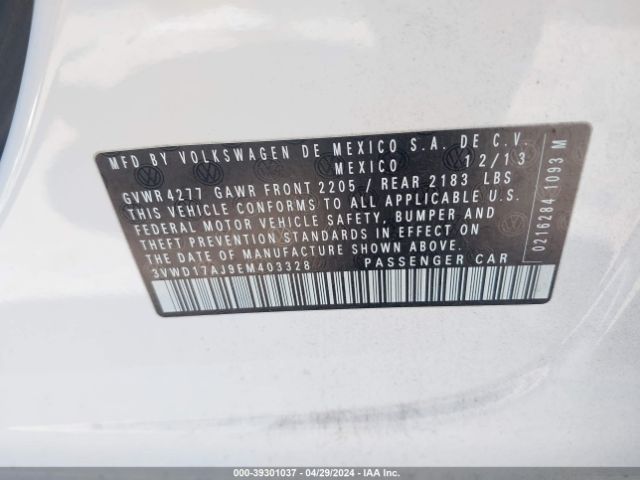 MFD BY VOLKSWAGEN DE MEXICO S.A. DE C.V.
MEXICO 12/13
GVWR 4277 GAWR FRONT 2205 / REAR 2183 LBS
THIS VEHICLE CONFORMS TO ALL APPLICABLE U.S.
FEDERAL MOTOR VEHICLE SAFETY, BUMPER AND
THEFT PREVENTION STANDARDS IN EFFECT ON
THE DATE OF MANUFACTURE SHOWN ABOVE.
3VWD17AJ9EM403328 PASSENGER CAR
0216284 1093 M
000-39301037 - 04/29/2024 - IAA Inc.